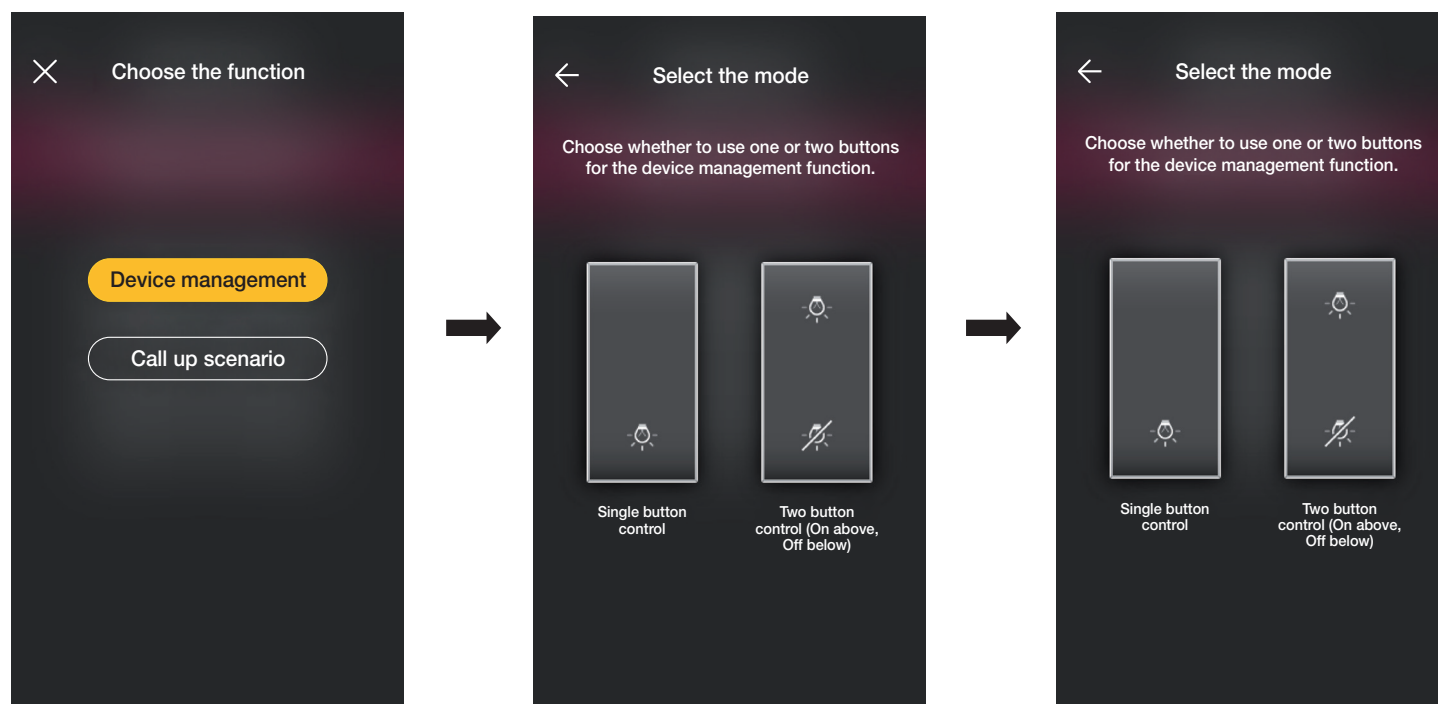 Choose the function
Device management
Call up scenario
Select the mode
Choose whether to use one or two buttons
for the device management function.
Single button
control
Two button
control (On above,
Off below)
Select the mode
Choose whether to use one or two buttons
for the device management function.
Single button
control
Two button
control (On above,
Off below)